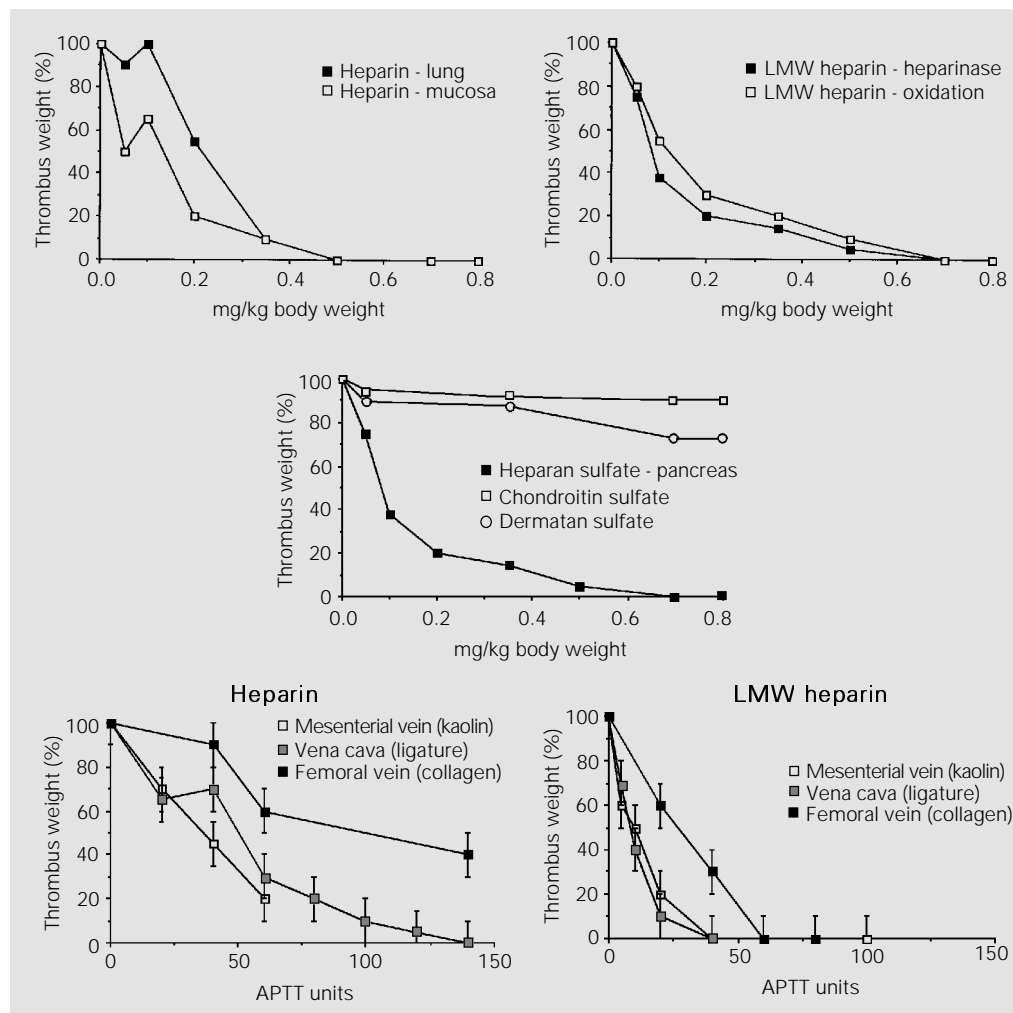 Thrombus weight (%)
100
80
60
40
20
0
Heparin - lung
Heparin - mucosa
0.0 0.2 0.4 0.6 0.8
mg/kg body weight
Thrombus weight (%)
100
80
60
40
20
0
LMW heparin - heparinase
LMW heparin - oxidation
0.0 0.2 0.4 0.6 0.8
mg/kg body weight
Thrombus weight (%)
100
80
60
40
20
0
Heparan sulfate - pancreas
Chondroitin sulfate
Dermatan sulfate
0.0 0.2 0.4 0.6 0.8
mg/kg body weight
Heparin
Thrombus weight (%)
100
80
60
40
20
0
Mesenterial vein (kaolin)
Vena cava (ligature)
Femoral vein (collagen)
0 50 100 150
APTT units
LMW heparin
Thrombus weight (%)
100
80
60
40
20
0
Mesenterial vein (kaolin)
Vena cava (ligature)
Femoral vein (collagen)
0 50 100 150
APTT units